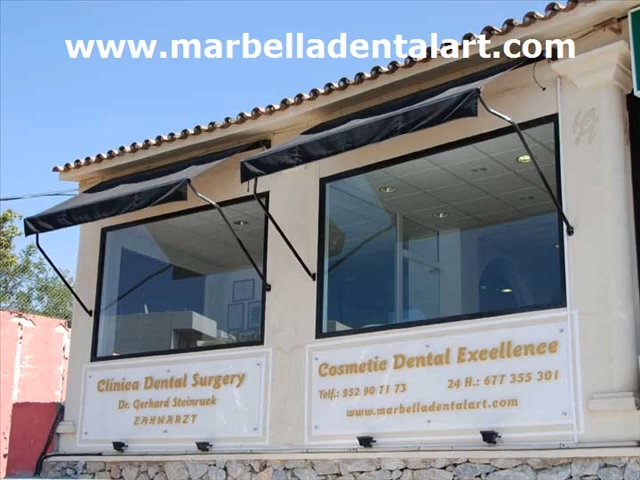 www.marbelladentalart.com
Clínica Dental Surgery
Dr. Gerhard Steinruck
ZAHNARZT
Cosmetic Dental Excellence
Telf.: 952 90 71 73 24 H.: 677 355 301
www.marbelladentalart.com